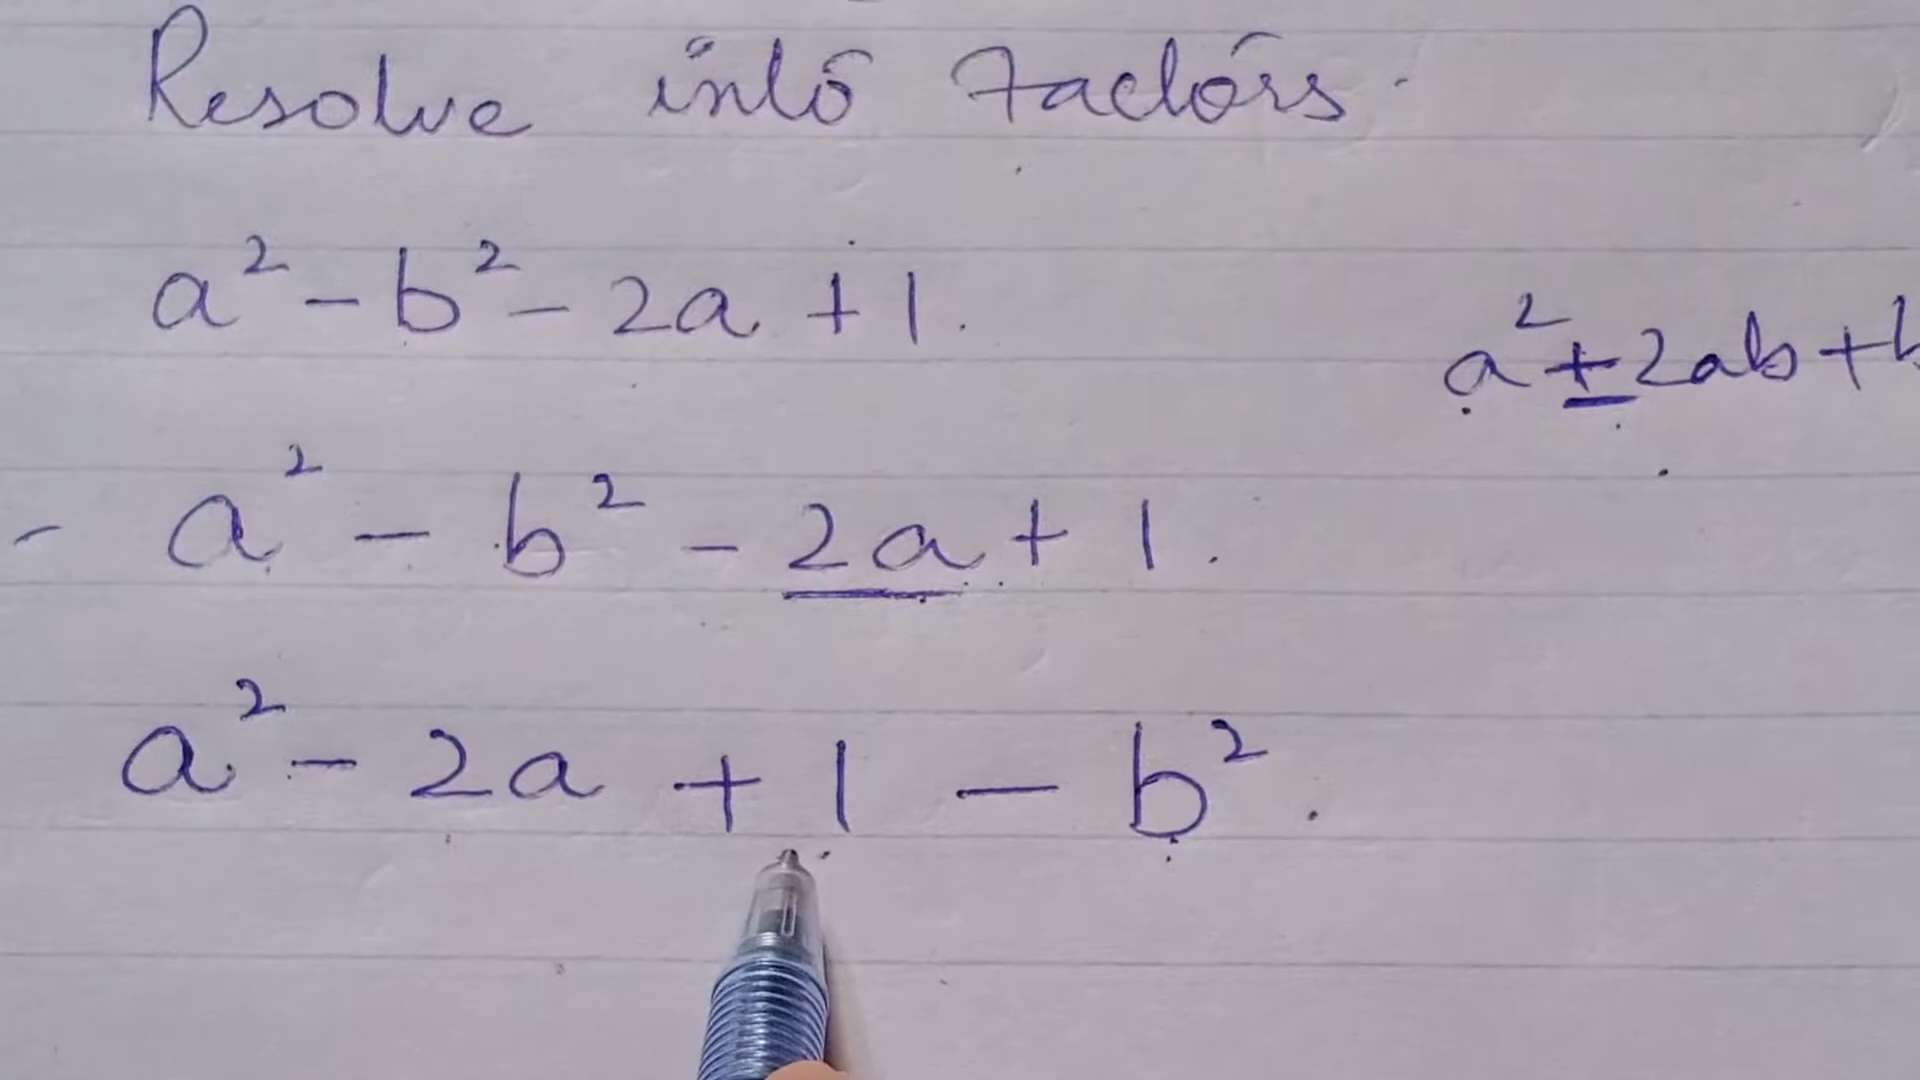 Resolve into Factors.
a² - b² - 2a + 1.
a² ± 2ab + b
- a² - b² - 2a + 1.
a² - 2a + 1 - b².